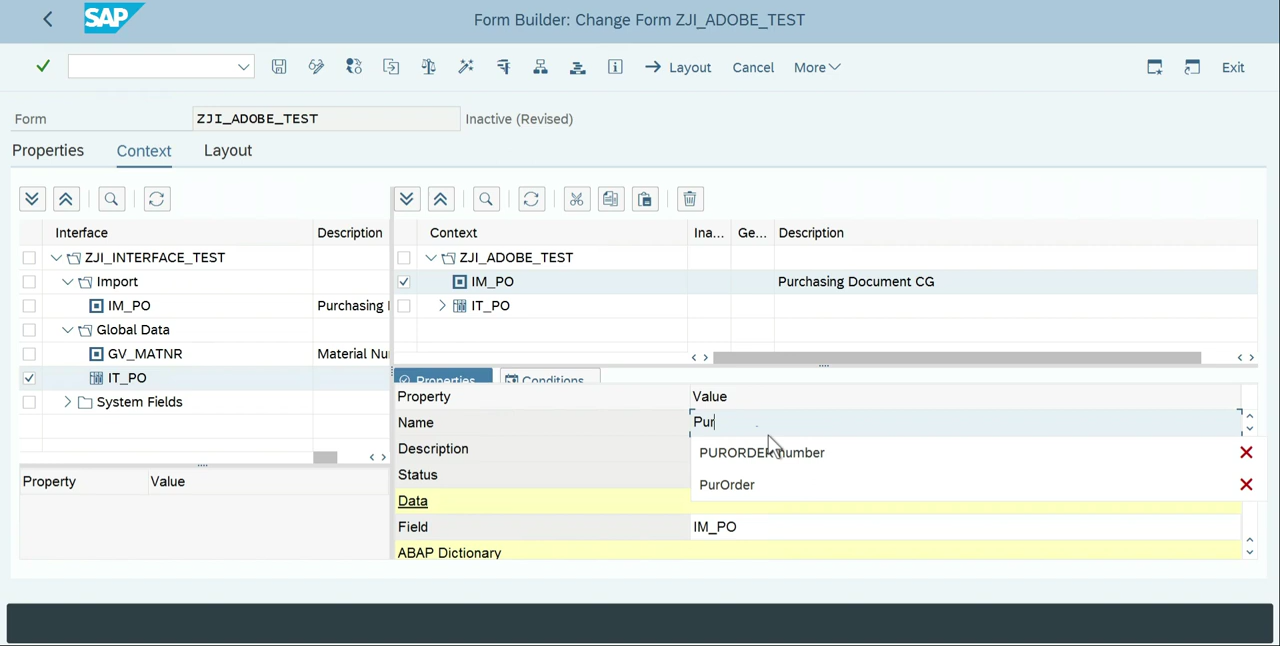 SAP
Form Builder: Change Form ZJI_ADOBE_TEST
Layout
Cancel
More
Exit
Form
ZJI_ADOBE_TEST
Inactive (Revised)
Properties
Context
Layout
Interface
Description
ZJI_INTERFACE_TEST
Import
IM_PO
Purchasing
Global Data
GV_MATNR
Material Nu
IT_PO
System Fields
Property
Value
Context
Ina...
Ge...
Description
ZJI_ADOBE_TEST
IM_PO
Purchasing Document CG
IT_PO
Properties
Conditions
Property
Value
Name
Pur
Description
PURORDER number
Status
PurOrder
Data
Field
IM_PO
ABAP Dictionary